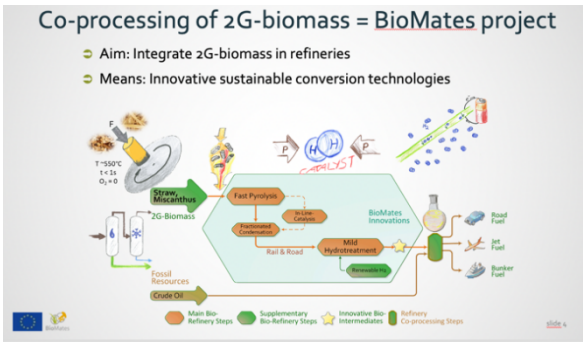 Co-processing of 2G-biomass = BioMates project
Aim: Integrate 2G-biomass in refineries
Means: Innovative sustainable conversion technologies
F
T ~550°C
t < 1s
O₂ = 0
P
H H
P
CATALYST
Straw,
Miscanthus
2G-Biomass
Fast Pyrolysis
In-Line-
Catalysis
Fractionated
Condensation
BioMates
Innovations
Rail & Road
Mild
Hydrotreatment
Renewable H₂
Road
Fuel
Jet
Fuel
Bunker
Fuel
Fossil
Resources
Crude Oil
Main Bio-
Refinery Steps
Supplementary
Bio-Refinery Steps
Innovative Bio-
Intermediates
Refinery
Co-processing Steps
BioMates